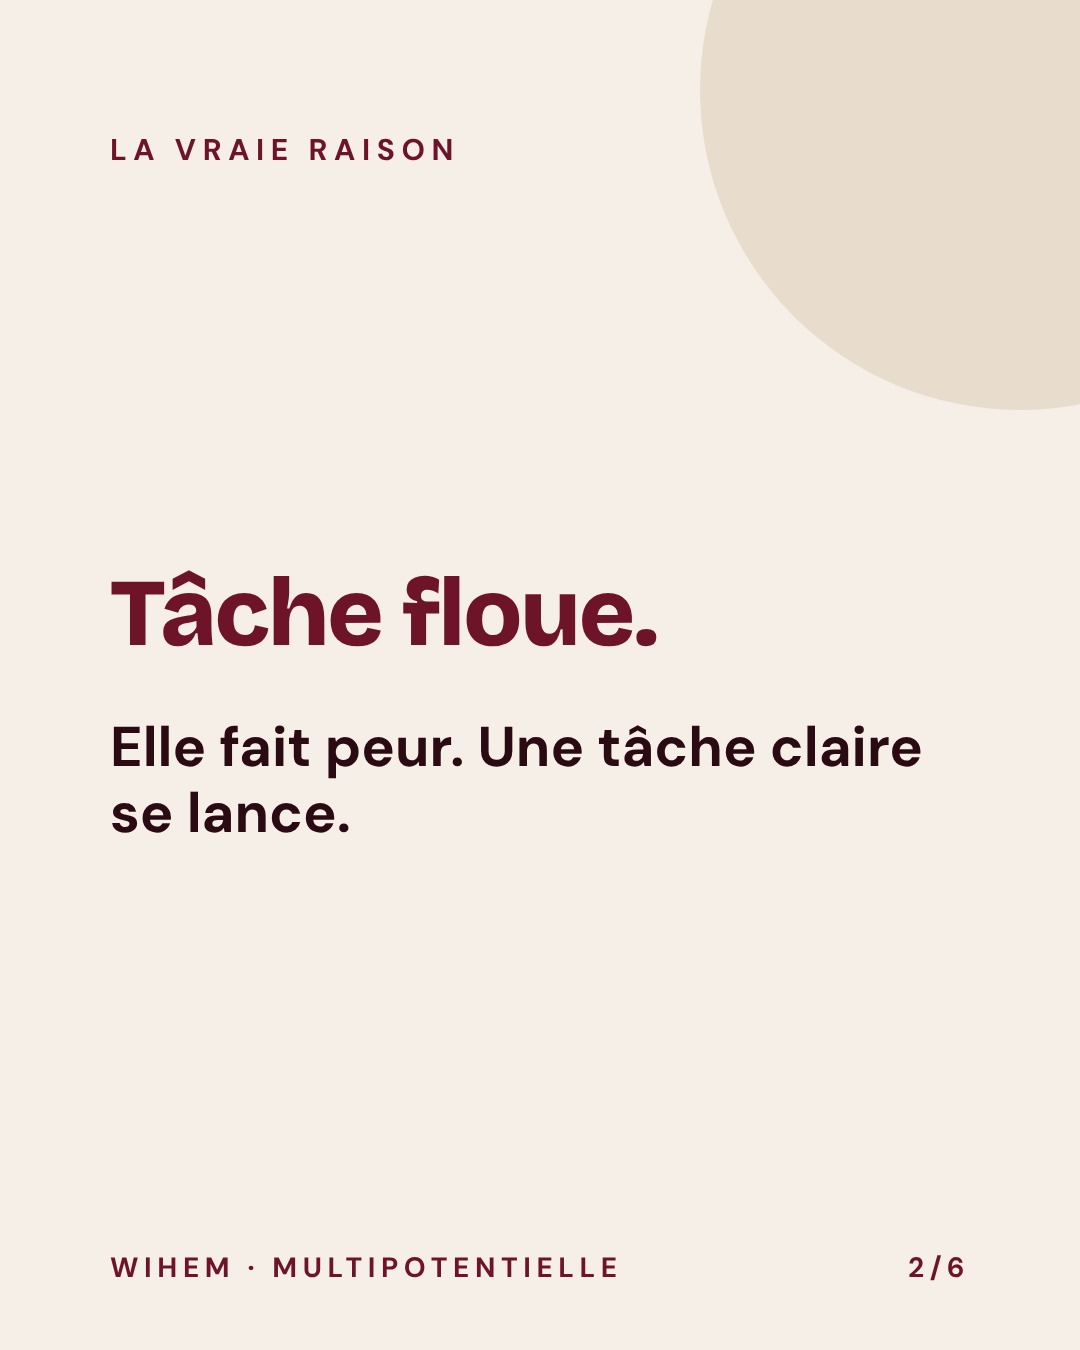 LA VRAIE RAISON
Tâche floue.
Elle fait peur. Une tâche claire
se lance.
WIHEM · MULTIPOTENTIELLE
2/6